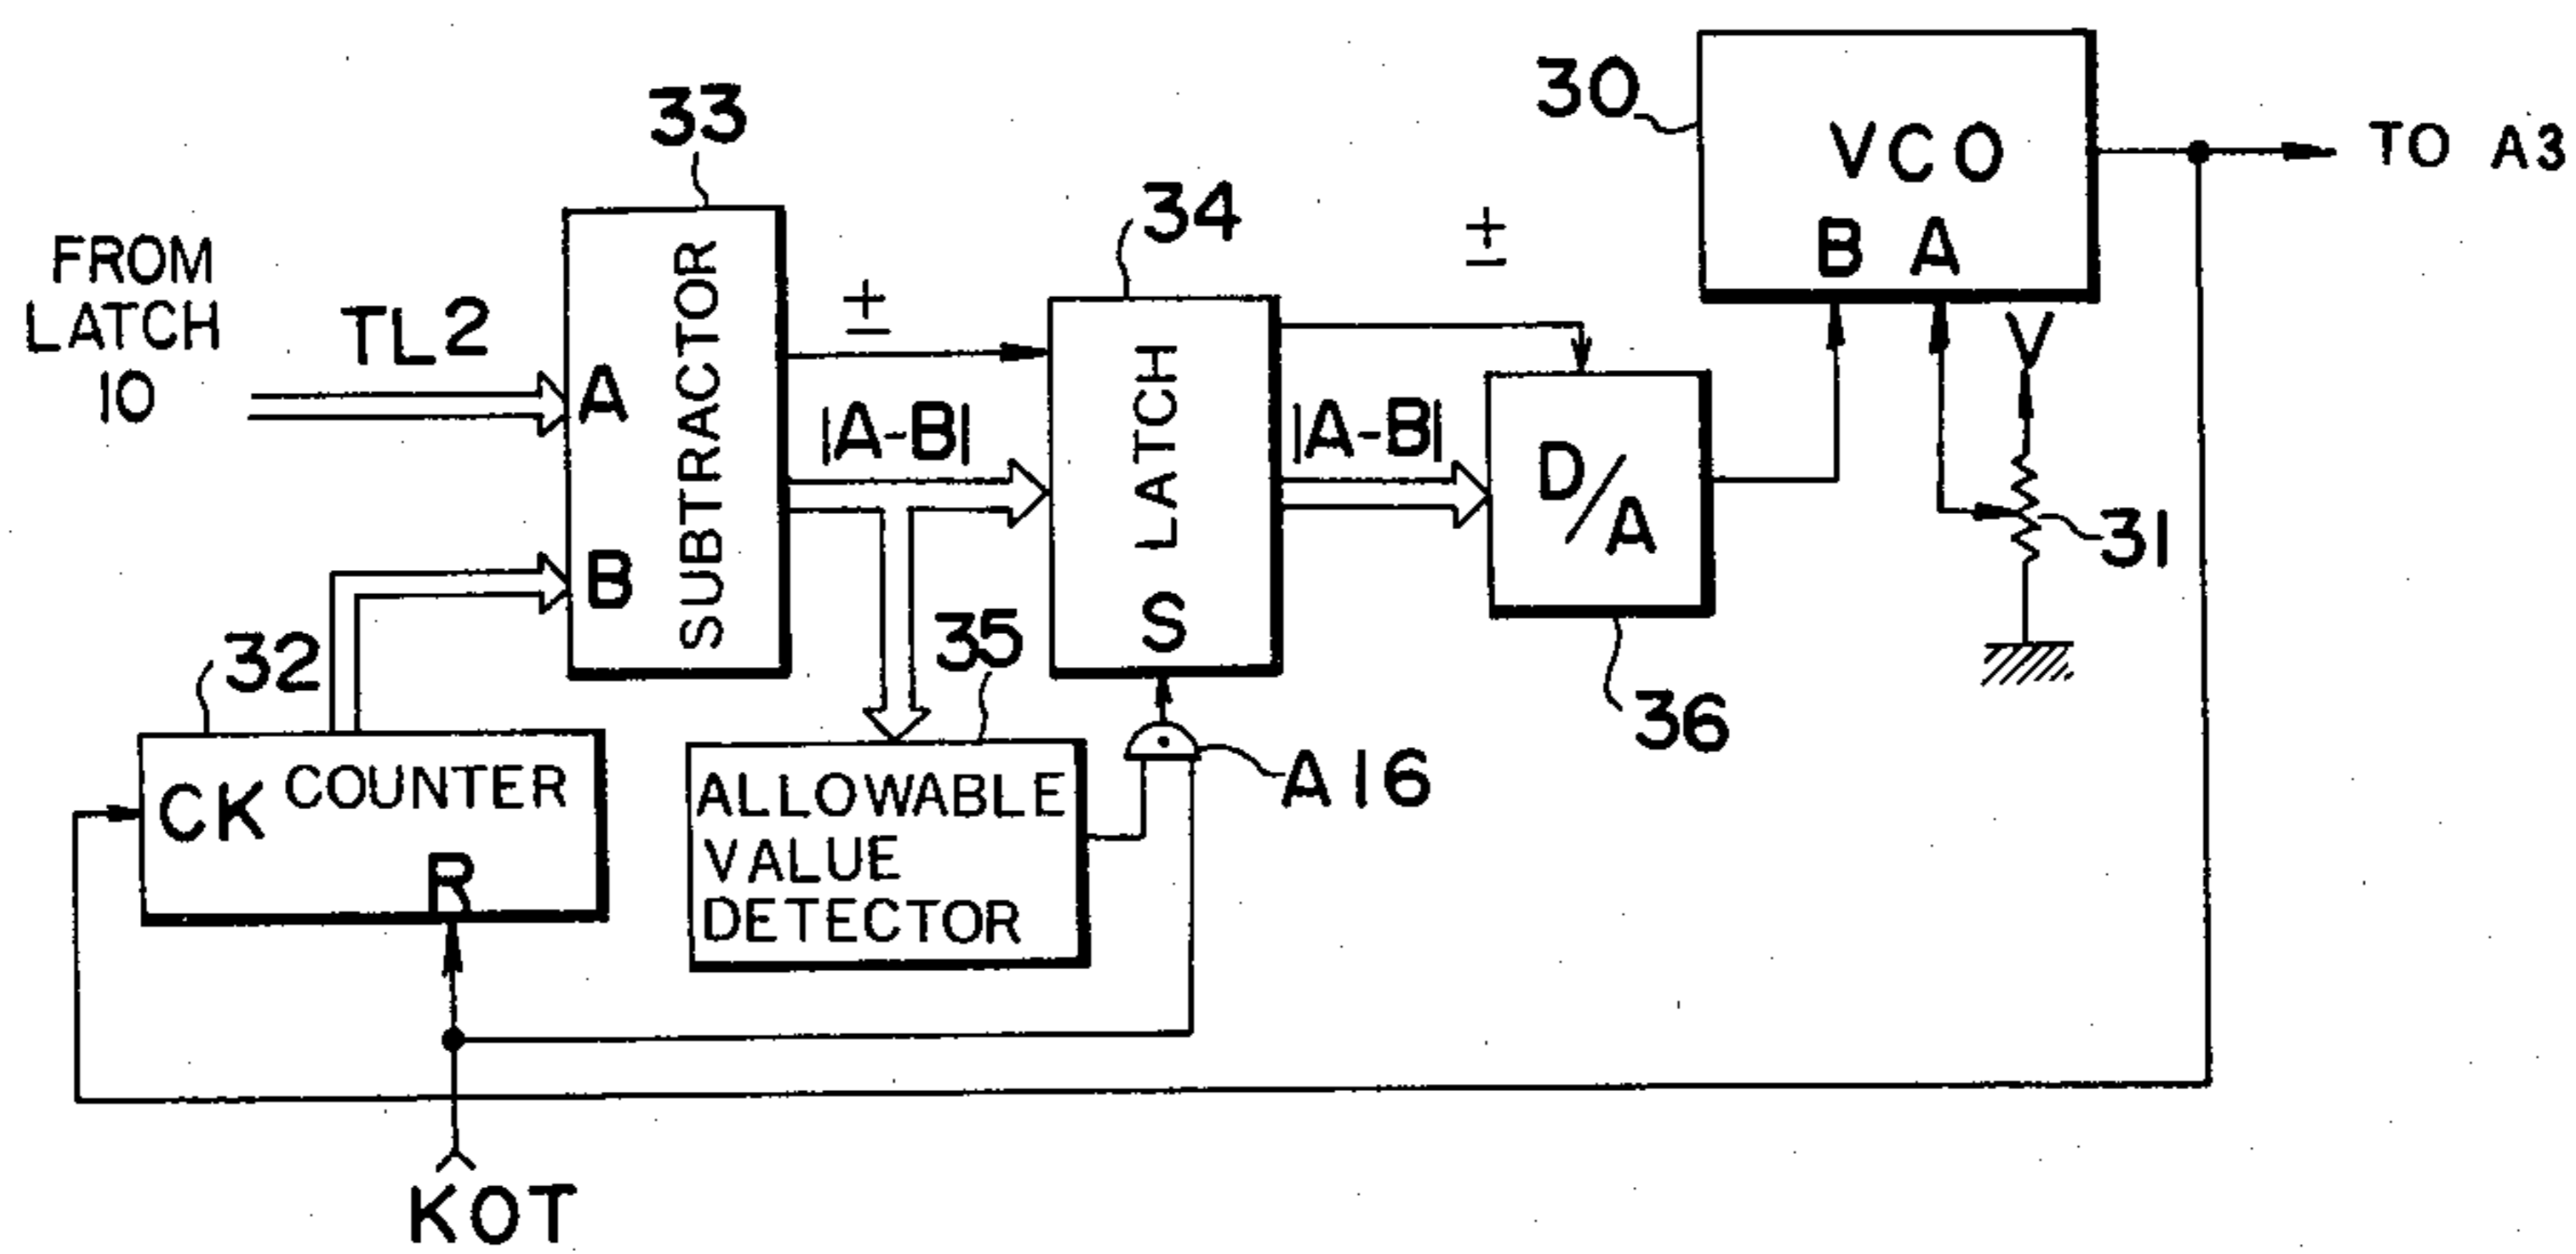 30
VCO
B A
TO A3
33
34
±
±
FROM
LATCH
10
TL2
A
B
SUBTRACTOR
|A-B|
LATCH
S
|A-B|
D/A
V
31
32
35
36
CK COUNTER
R
ALLOWABLE
VALUE
DETECTOR
A16
KOT